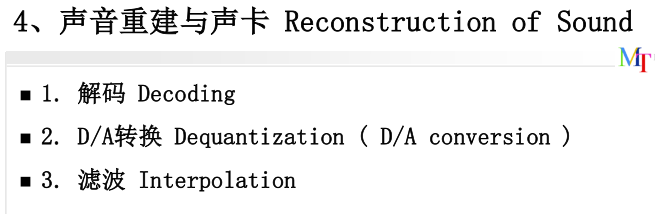 4、声音重建与声卡 Reconstruction of Sound
MT
■ 1. 解码 Decoding
■ 2. D/A转换 Dequantization ( D/A conversion )
■ 3. 滤波 Interpolation